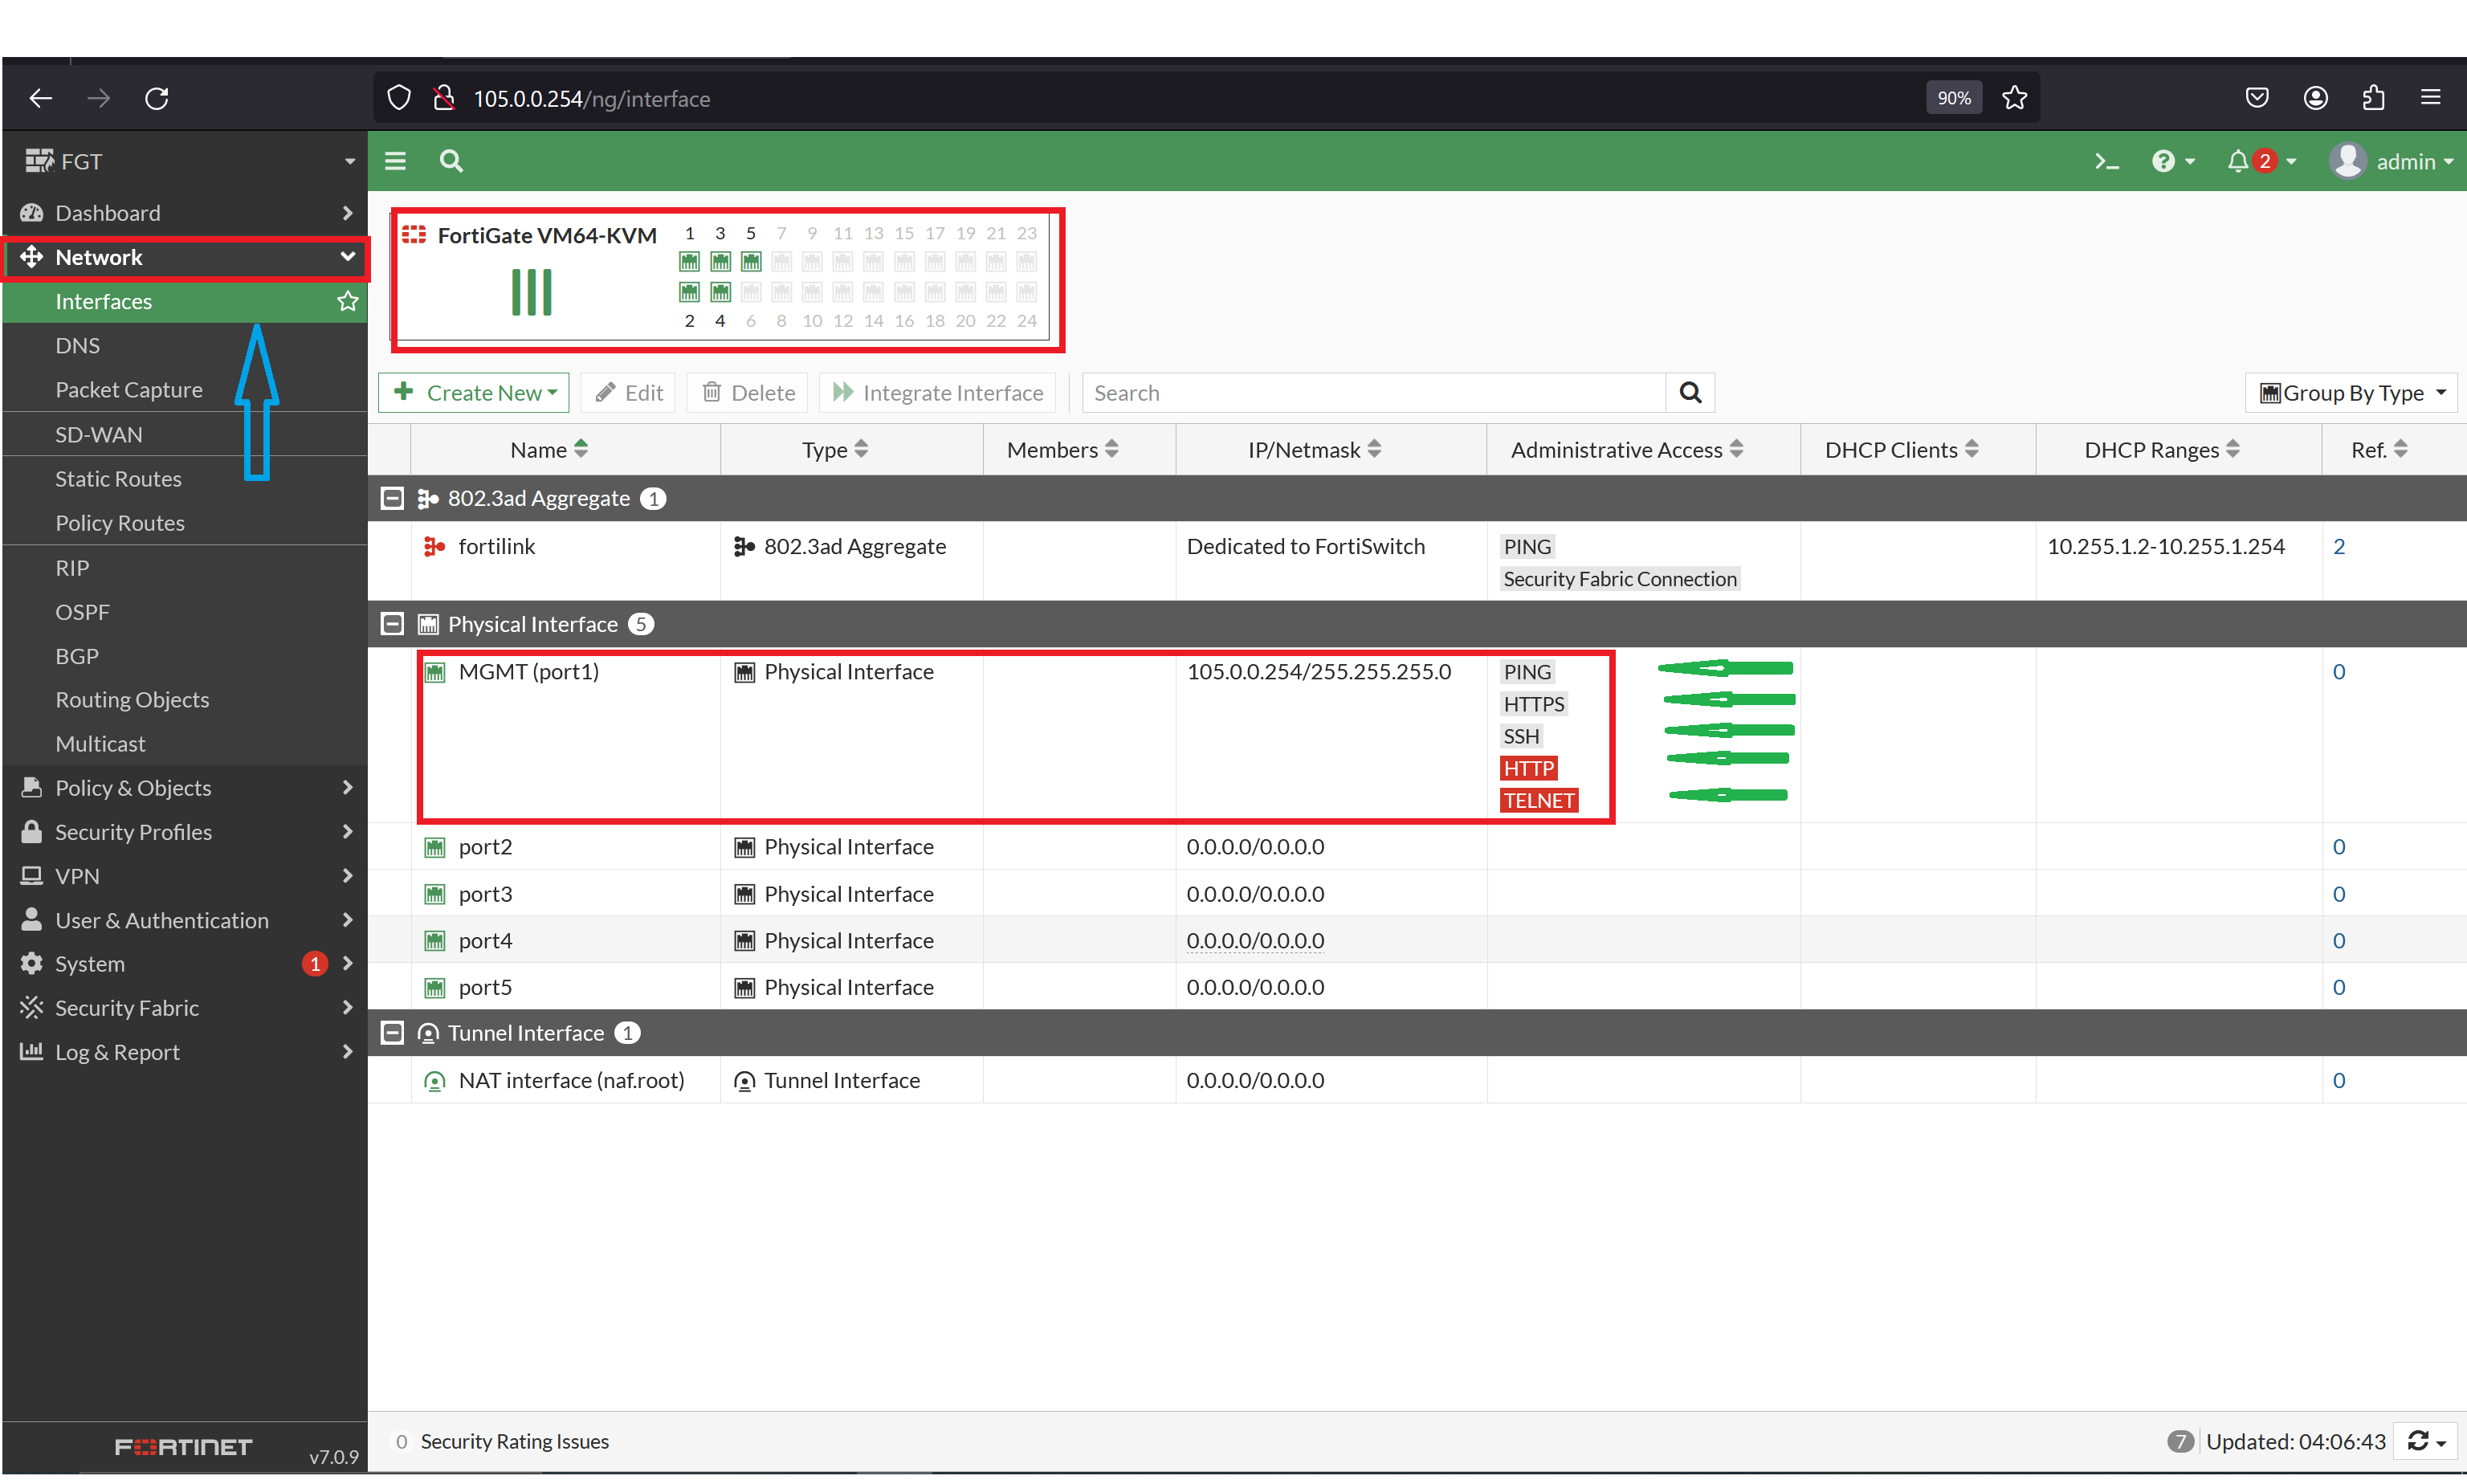 105.0.0.254/ng/interface
90%
FGT
2
admin
Dashboard
Network
Interfaces
DNS
Packet Capture
SD-WAN
Static Routes
Policy Routes
RIP
OSPF
BGP
Routing Objects
Multicast
Policy & Objects
Security Profiles
VPN
User & Authentication
System 1
Security Fabric
Log & Report
FORTINET v7.0.9
FortiGate VM64-KVM
1 3 5 7 9 11 13 15 17 19 21 23
2 4 6 8 10 12 14 16 18 20 22 24
Create New Edit Delete Integrate Interface Search Group By Type
Name Type Members IP/Netmask Administrative Access DHCP Clients DHCP Ranges Ref.
802.3ad Aggregate 1
fortilink 802.3ad Aggregate Dedicated to FortiSwitch PING 10.255.1.2-10.255.1.254 2
Security Fabric Connection
Physical Interface 5
MGMT (port1) Physical Interface 105.0.0.254/255.255.255.0 PING 0
HTTPS
SSH
HTTP
TELNET
port2 Physical Interface 0.0.0.0/0.0.0.0 0
port3 Physical Interface 0.0.0.0/0.0.0.0 0
port4 Physical Interface 0.0.0.0/0.0.0.0 0
port5 Physical Interface 0.0.0.0/0.0.0.0 0
Tunnel Interface 1
NAT interface (naf.root) Tunnel Interface 0.0.0.0/0.0.0.0 0
0 Security Rating Issues
7 Updated: 04:06:43